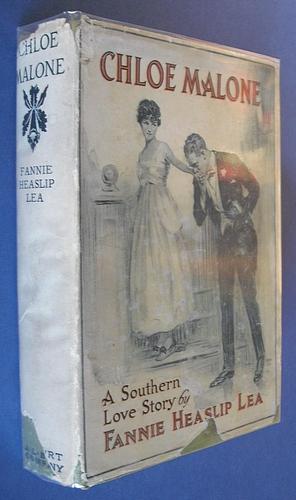 CHLOE
MALONE
FANNIE
HEASLIP
LEA
CHLOE MALONE
A Southern
Love Story by
FANNIE HEASLIP LEA